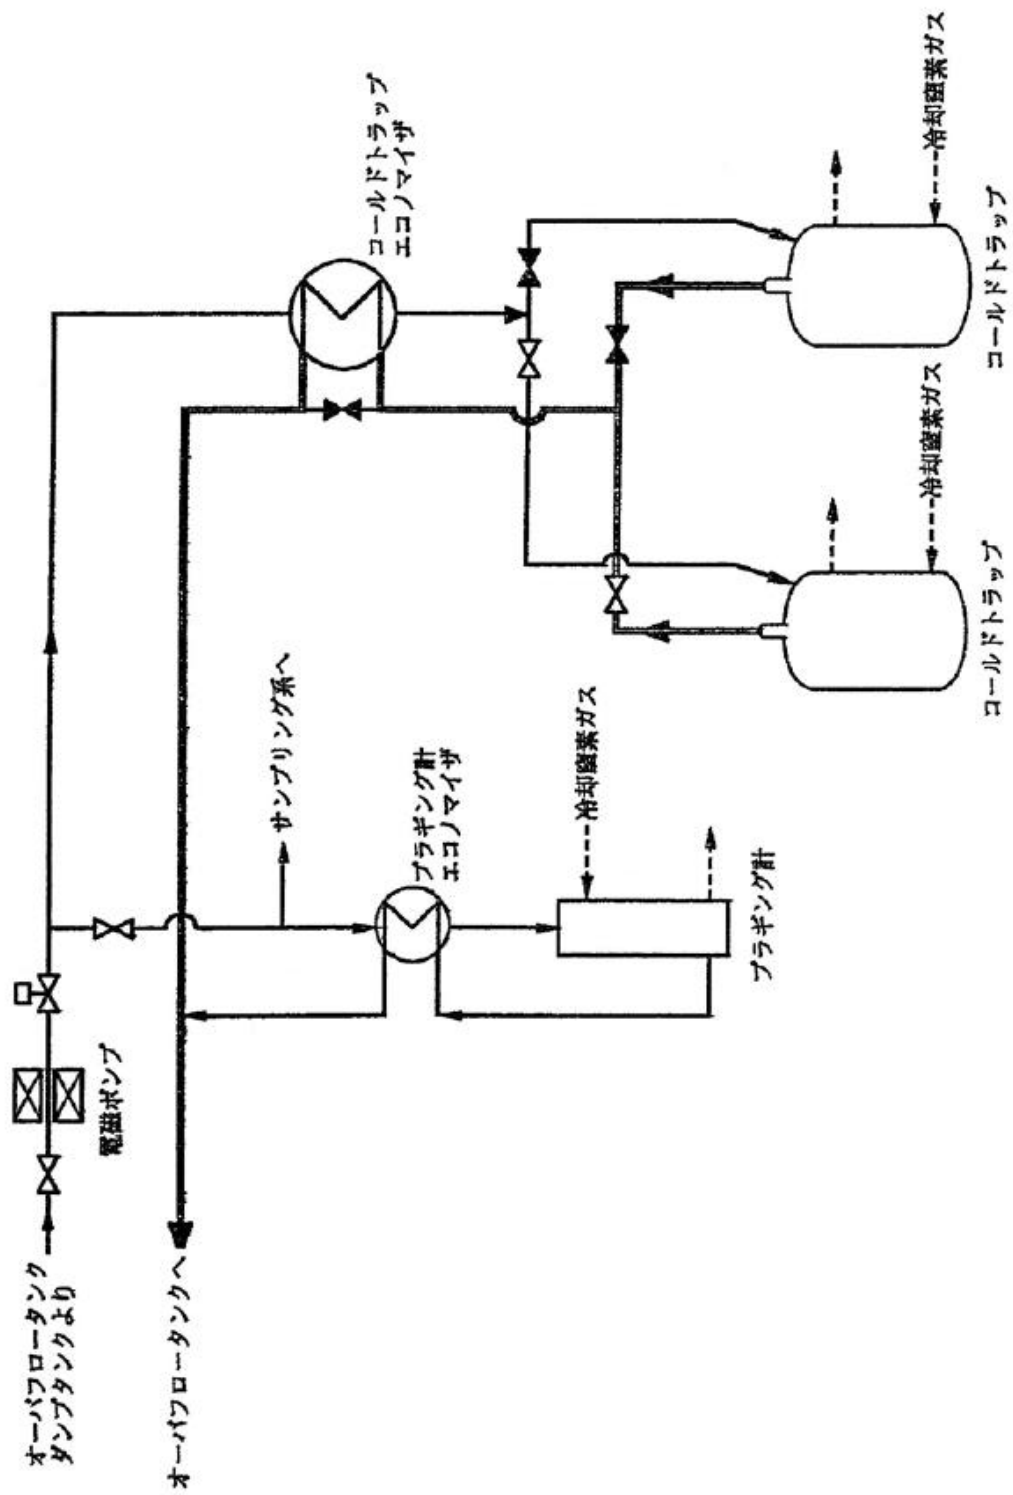 オーバフロータンク
ダンプタンクより
オーバフロータンクへ
電磁ポンプ
サンプリング系へ
プラギング計
エコノマイザ
冷却窒素ガス
プラギング計
コールドトラップ
エコノマイザ
冷却窒素ガス
コールドトラップ
冷却窒素ガス
コールドトラップ